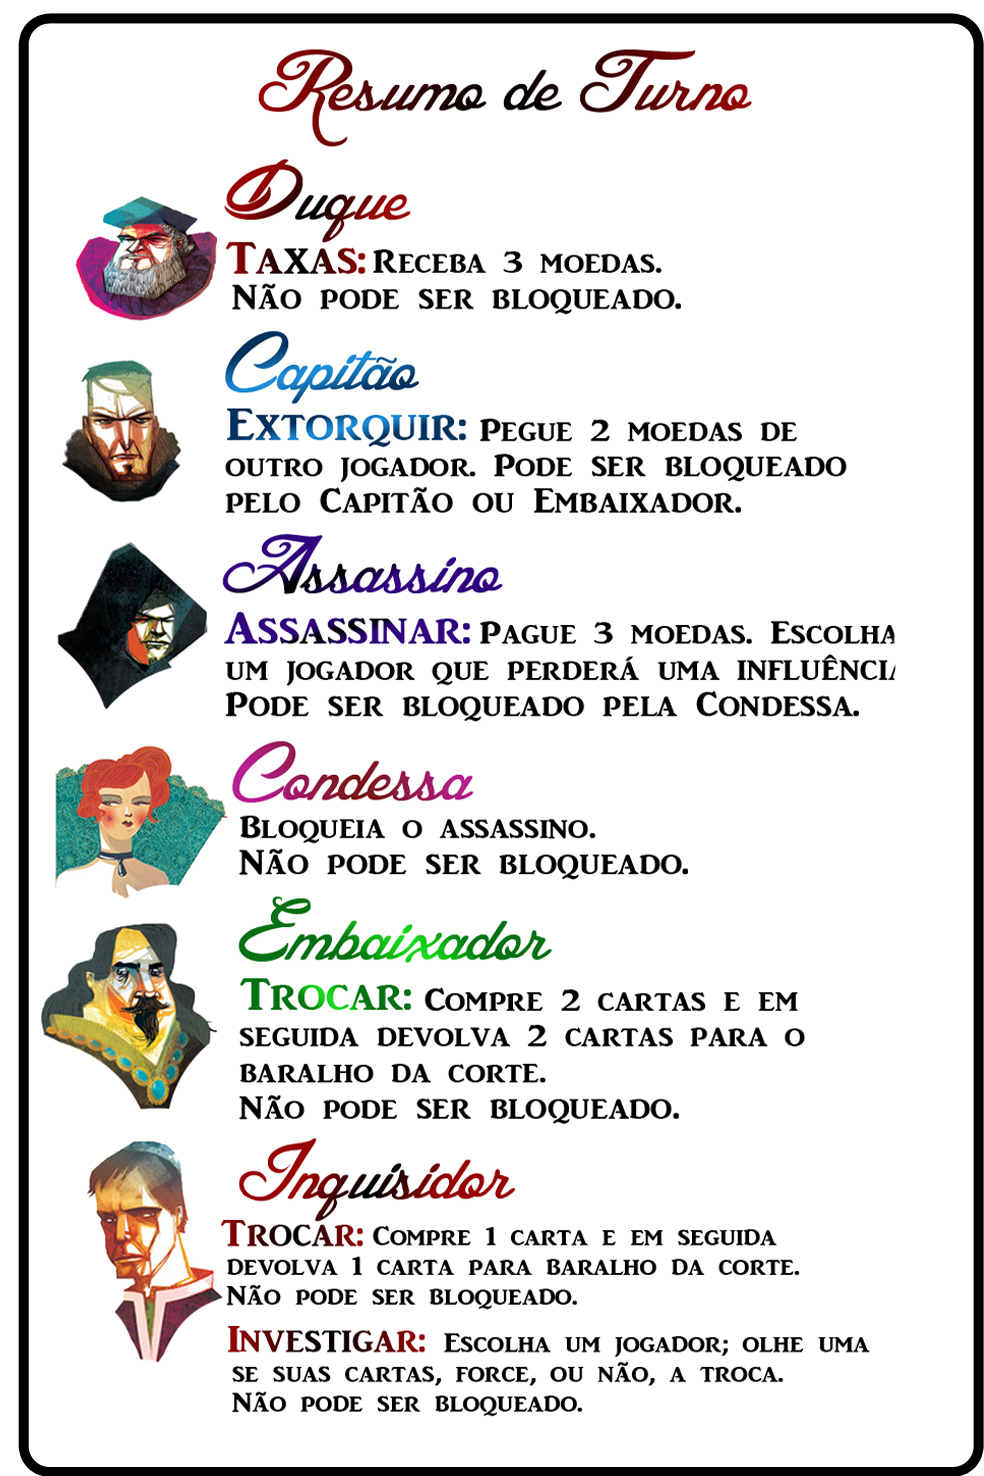 Resumo de Turno
Duque
Taxas: Receba 3 moedas.
Não pode ser bloqueado.
Capitão
Extorquir: Pegue 2 moedas de
outro jogador. Pode ser bloqueado
pelo Capitão ou Embaixador.
Assassino
Assassinar: Pague 3 moedas. Escolha
um jogador que perderá uma influência
Pode ser bloqueado pela Condessa.
Condessa
Bloqueia o assassino.
Não pode ser bloqueado.
Embaixador
Trocar: Compre 2 cartas e em
seguida devolva 2 cartas para o
baralho da corte.
Não pode ser bloqueado.
Inquisidor
Trocar: Compre 1 carta e em seguida
devolva 1 carta para baralho da corte.
Não pode ser bloqueado.
Investigar: Escolha um jogador; olhe uma
se suas cartas, force, ou não, a troca.
Não pode ser bloqueado.